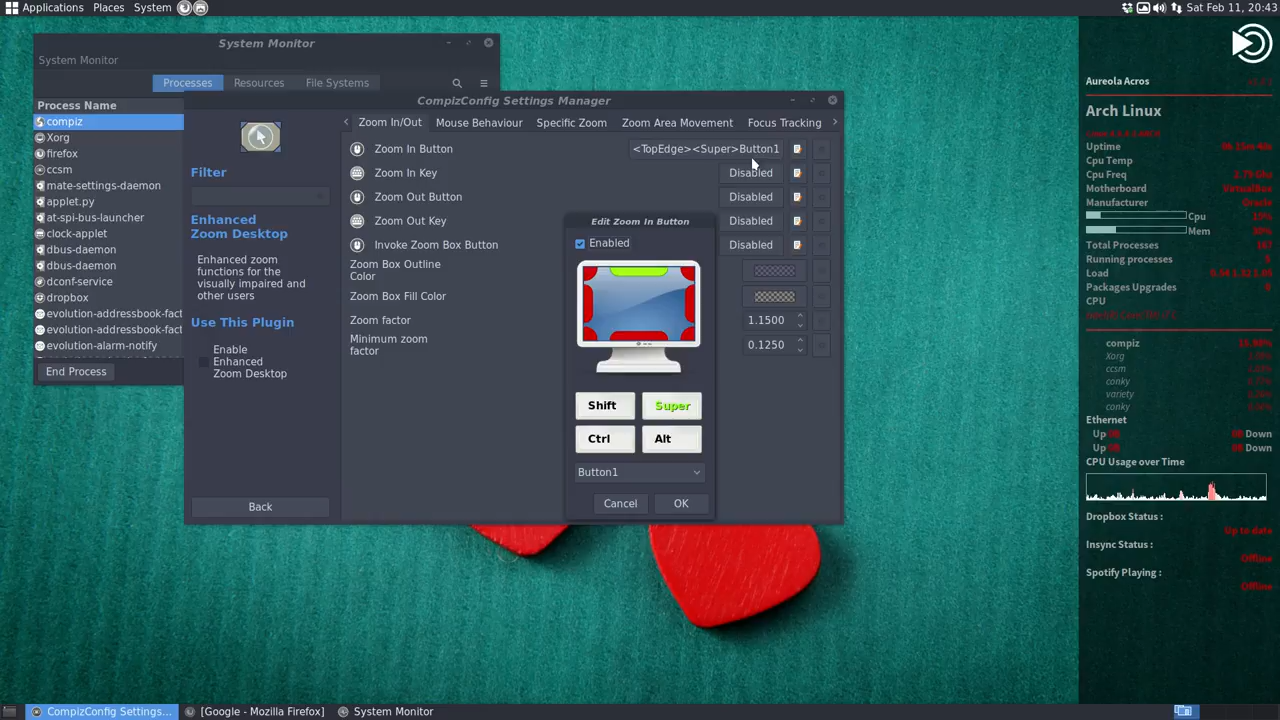 Applications Places System
Sat Feb 11, 20:43
System Monitor
System Monitor
Processes Resources File Systems
Process Name
compiz
Xorg
firefox
ccsm
mate-settings-daemon
applet.py
at-spi-bus-launcher
clock-applet
dbus-daemon
dbus-daemon
dconf-service
dropbox
evolution-addressbook-fact
evolution-addressbook-fact
evolution-alarm-notify
End Process
CompizConfig Settings Manager
Filter
Enhanced
Zoom Desktop
Enhanced zoom
functions for the
visually impaired and
other users
Use This Plugin
Enable
Enhanced
Zoom Desktop
Back
Zoom In/Out Mouse Behaviour Specific Zoom Zoom Area Movement Focus Tracking
Zoom In Button <TopEdge><Super>Button1
Zoom In Key Disabled
Zoom Out Button Disabled
Zoom Out Key Disabled
Invoke Zoom Box Button Disabled
Zoom Box Outline
Color
Zoom Box Fill Color
Zoom factor 1.1500
Minimum zoom
factor 0.1250
Edit Zoom In Button
Enabled
Shift Super
Ctrl Alt
Button1
Cancel OK
Aureola Acros
Arch Linux
Uptime
Cpu Temp
Cpu Freq
Motherboard VirtualBox
Manufacturer Oracle
Cpu
Mem
Total Processes
Running processes
Load
Packages Upgrades
CPU
compiz
Xorg
ccsm
conky
variety
conky
Ethernet
Up Down
Up Down
CPU Usage over Time
Dropbox Status :
Up to date
Insync Status :
Offline
Spotify Playing :
Offline
CompizConfig Settings... [Google - Mozilla Firefox] System Monitor